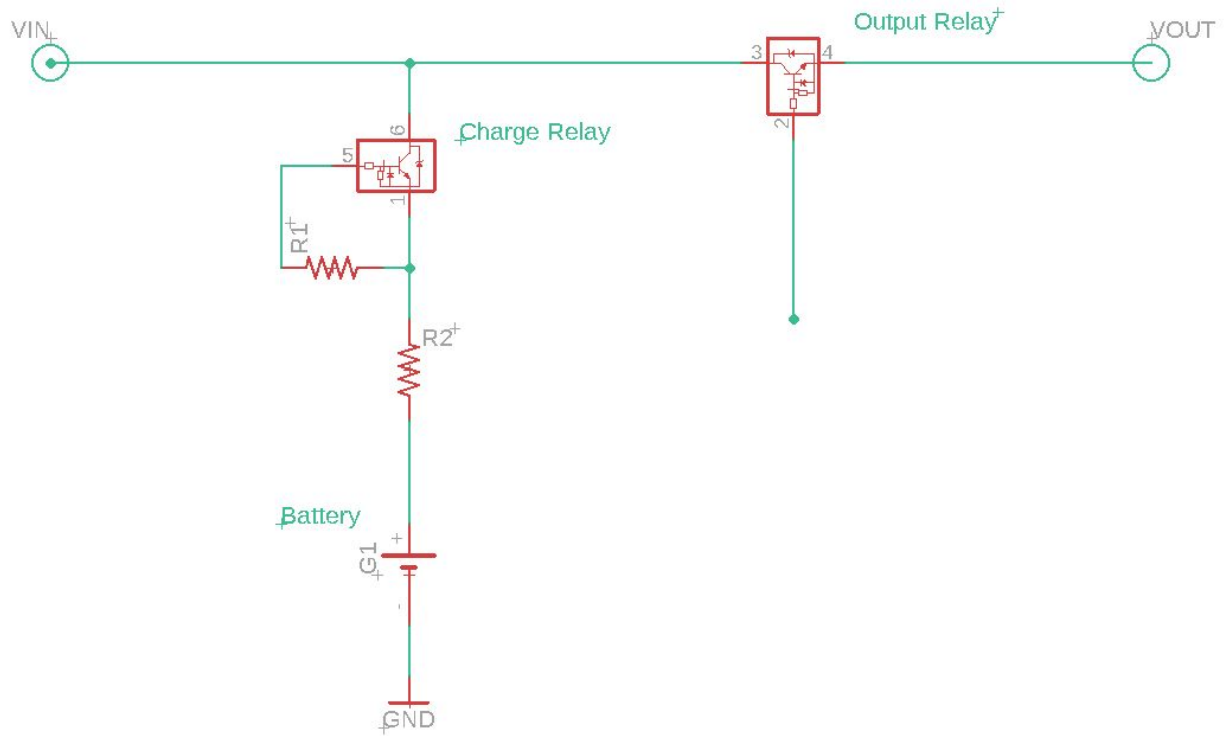 VIN
Output Relay
VOUT
3
4
2
6
Charge Relay
5
1
R1
R2
Battery
+
G1
-
GND